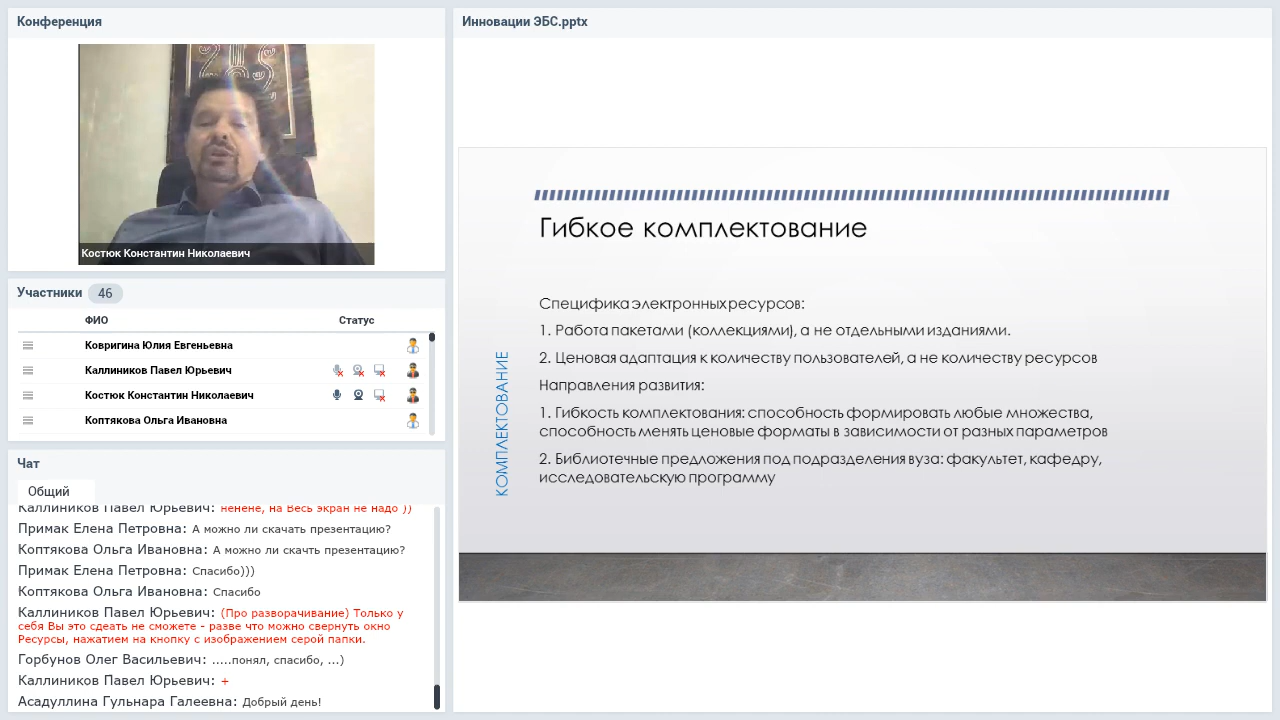 Конференция
Костюк Константин Николаевич
Участники 46
ФИО Статус
Ковригина Юлия Евгеньевна
Каллиников Павел Юрьевич
Костюк Константин Николаевич
Коптякова Ольга Ивановна
Чат
Общий
Каллиников Павел Юрьевич: ненене, на Весь экран не надо ))
Примак Елена Петровна: А можно ли скачать презентацию?
Коптякова Ольга Ивановна: А можно ли скачть презентацию?
Примак Елена Петровна: Спасибо)))
Коптякова Ольга Ивановна: Спасибо
Каллиников Павел Юрьевич: (Про разворачивание) Только у
себя Вы это сдеать не сможете - разве что можно свернуть окно
Ресурсы, нажатием на кнопку с изображением серой папки.
Горбунов Олег Васильевич: .....понял, спасибо, ...)
Каллиников Павел Юрьевич: +
Асадуллина Гульнара Галеевна: Добрый день!
Инновации ЭБС.pptx
Гибкое комплектование
КОМПЛЕКТОВАНИЕ
Специфика электронных ресурсов:
1. Работа пакетами (коллекциями), а не отдельными изданиями.
2. Ценовая адаптация к количеству пользователей, а не количеству ресурсов
Направления развития:
1. Гибкость комплектования: способность формировать любые множества,
способность менять ценовые форматы в зависимости от разных параметров
2. Библиотечные предложения под подразделения вуза: факультет, кафедру,
исследовательскую программу